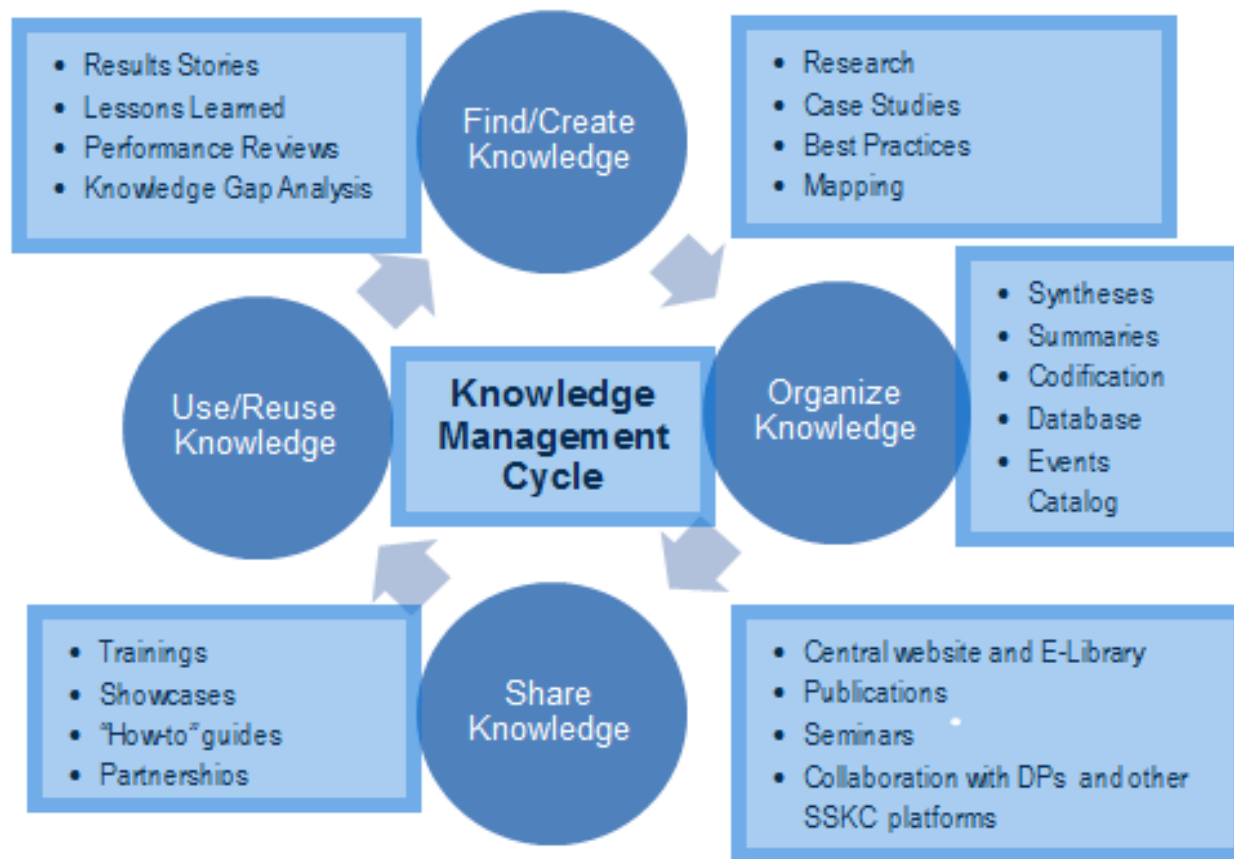 • Results Stories
• Lessons Learned
• Performance Reviews
• Knowledge Gap Analysis
Find/Create
Knowledge
• Research
• Case Studies
• Best Practices
• Mapping
Use/Reuse
Knowledge
Knowledge
Management
Cycle
Organize
Knowledge
• Syntheses
• Summaries
• Codification
• Database
• Events
Catalog
• Trainings
• Showcases
• "How-to" guides
• Partnerships
Share
Knowledge
• Central website and E-Library
• Publications
• Seminars
• Collaboration with DPs and other
SSKC platforms